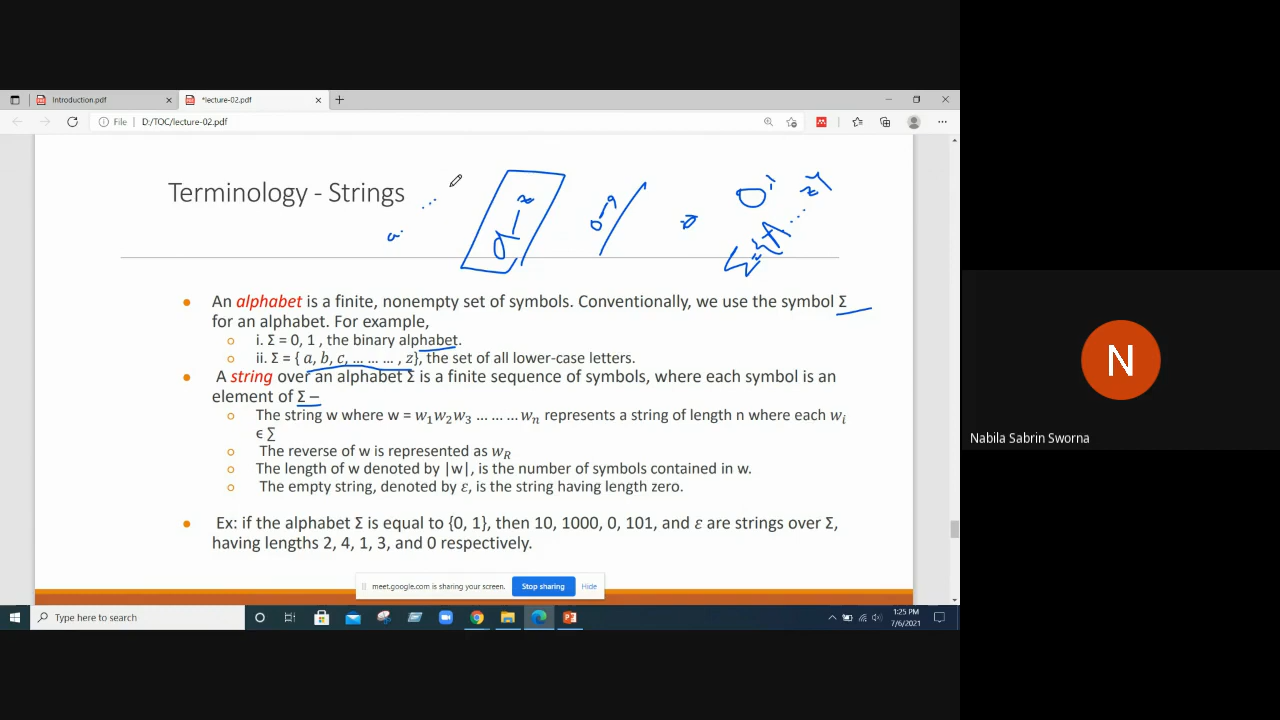 Introduction.pdf
*lecture-02.pdf
File
D:/TOC/lecture-02.pdf
Terminology - Strings
a ...
a z
0 9
0 1
Σ = {A ... z}
An alphabet is a finite, nonempty set of symbols. Conventionally, we use the symbol Σ
for an alphabet. For example,
i. Σ = 0, 1 , the binary alphabet.
ii. Σ = { a, b, c, ... ... ... , z}, the set of all lower-case letters.
A string over an alphabet Σ is a finite sequence of symbols, where each symbol is an
element of Σ –
The string w where w = w₁w₂w₃ ... ... ... wₙ represents a string of length n where each wᵢ
ϵ ∑
The reverse of w is represented as w_R
The length of w denoted by |w|, is the number of symbols contained in w.
The empty string, denoted by ε, is the string having length zero.
Ex: if the alphabet Σ is equal to {0, 1}, then 10, 1000, 0, 101, and ε are strings over Σ,
having lengths 2, 4, 1, 3, and 0 respectively.
meet.google.com is sharing your screen.
Stop sharing
Hide
Type here to search
1:25 PM
7/6/2021
N
Nabila Sabrin Sworna